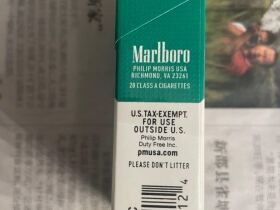 Marlboro
PHILIP MORRIS USA
RICHMOND, VA 23261
20 CLASS A CIGARETTES
U.S. TAX-EXEMPT.
FOR USE
OUTSIDE U.S.
Philip Morris
Duty Free Inc.
pmusa.com
PLEASE DON'T LITTER